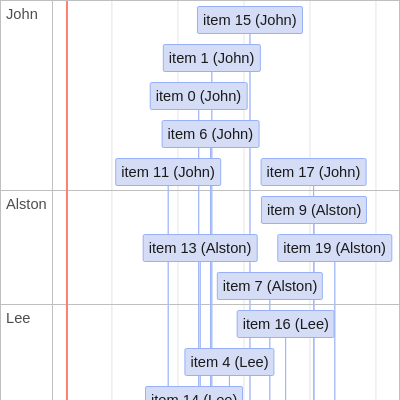 John
item 15 (John)
item 1 (John)
item 0 (John)
item 6 (John)
item 11 (John)
item 17 (John)
Alston
item 9 (Alston)
item 13 (Alston)
item 19 (Alston)
item 7 (Alston)
Lee
item 16 (Lee)
item 4 (Lee)
item 14 (Lee)